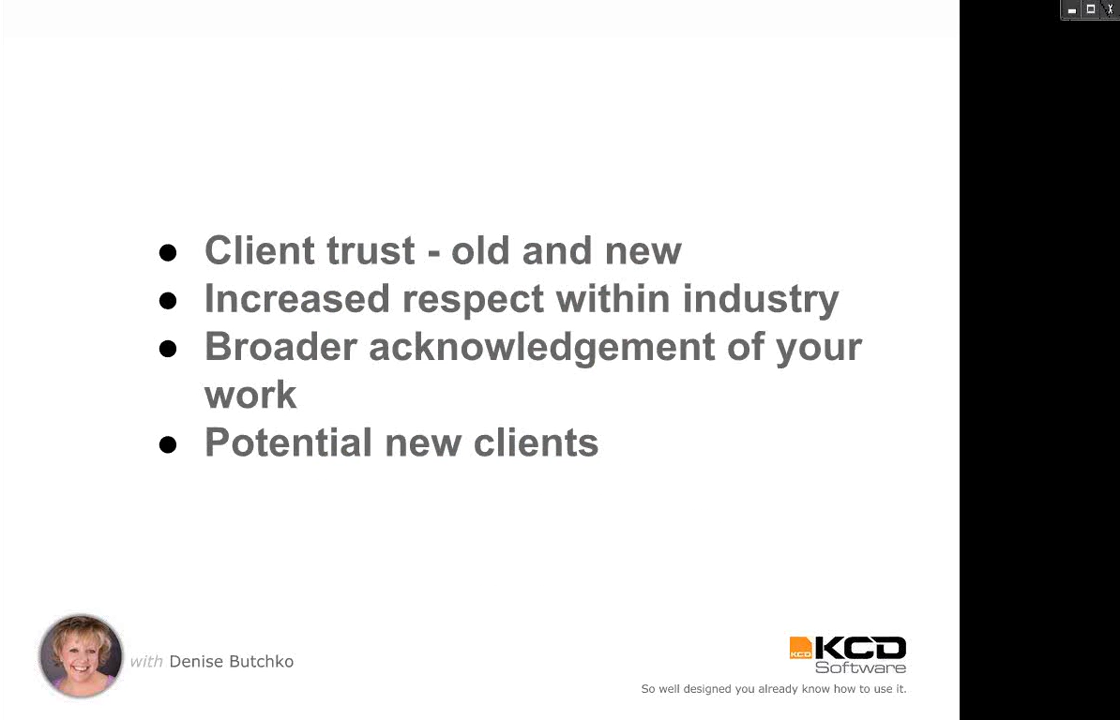 ● Client trust - old and new
● Increased respect within industry
● Broader acknowledgement of your
work
● Potential new clients
with Denise Butchko
KCD KCD
Software
So well designed you already know how to use it.